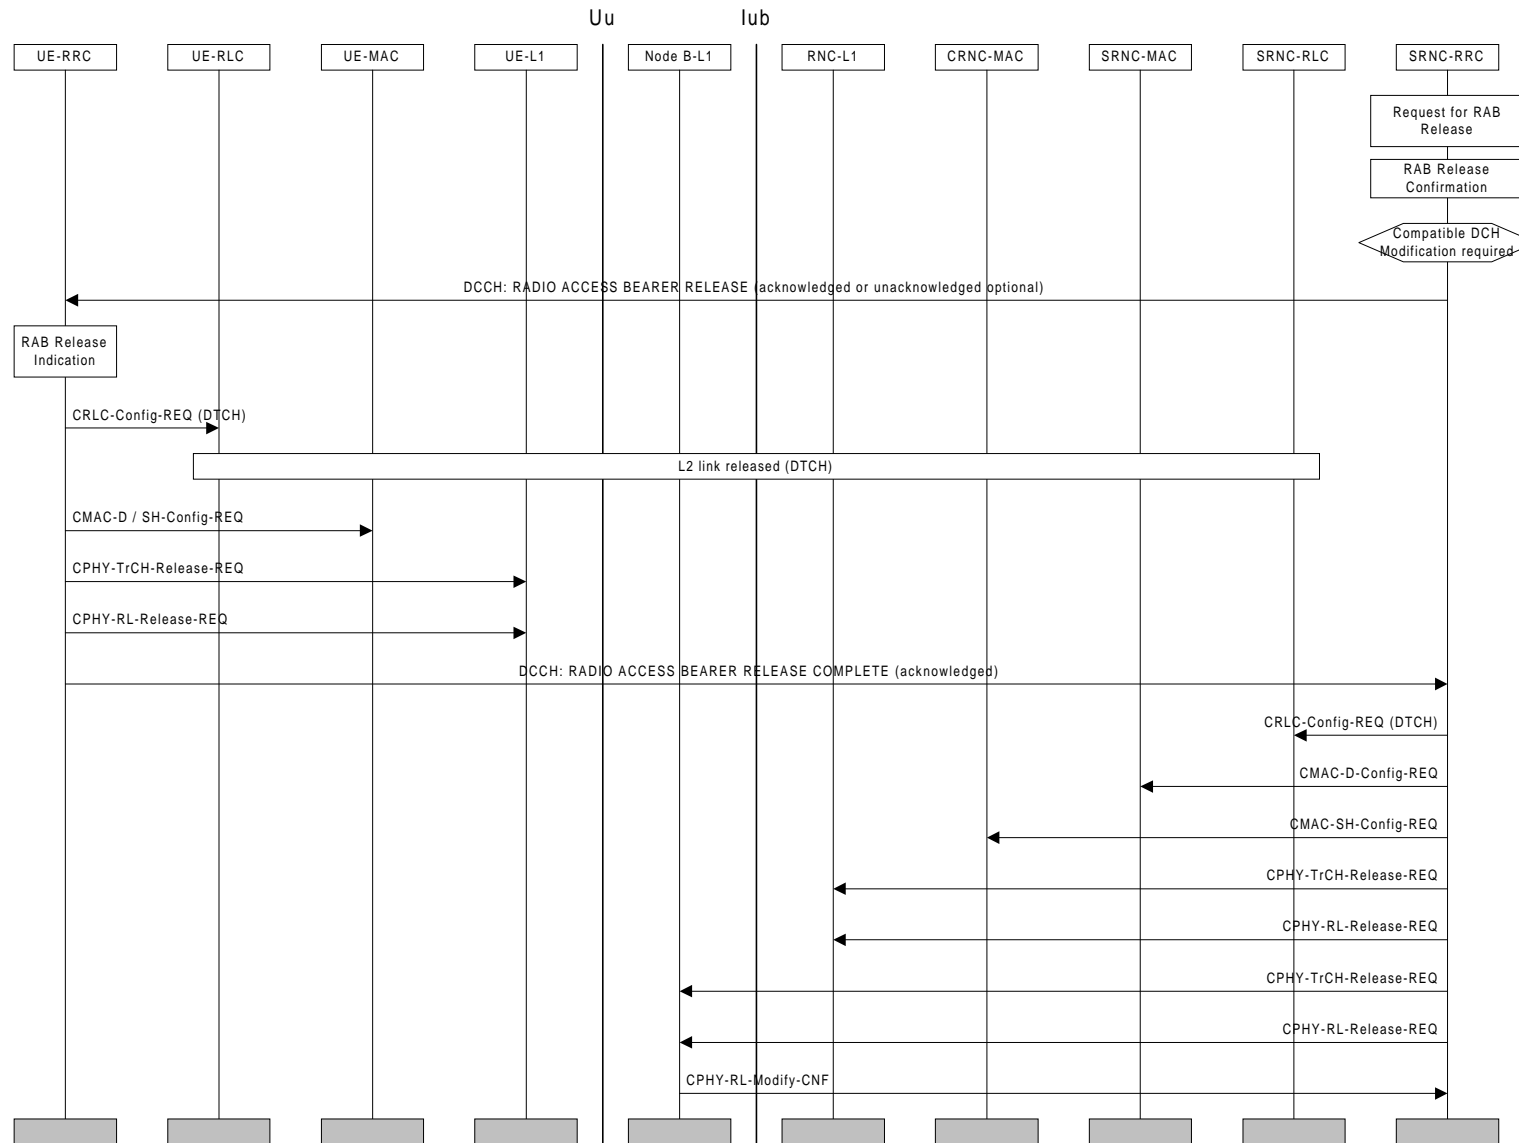 Uu
Iub
UE-RRC
UE-RLC
UE-MAC
UE-L1
Node B-L1
RNC-L1
CRNC-MAC
SRNC-MAC
SRNC-RLC
SRNC-RRC
Request for RAB
Release
RAB Release
Confirmation
Compatible DCH
Modification required
DCCH: RADIO ACCESS BEARER RELEASE (acknowledged or unacknowledged optional)
RAB Release
Indication
CRLC-Config-REQ (DTCH)
L2 link released (DTCH)
CMAC-D / SH-Config-REQ
CPHY-TrCH-Release-REQ
CPHY-RL-Release-REQ
DCCH: RADIO ACCESS BEARER RELEASE COMPLETE (acknowledged)
CRLC-Config-REQ (DTCH)
CMAC-D-Config-REQ
CMAC-SH-Config-REQ
CPHY-TrCH-Release-REQ
CPHY-RL-Release-REQ
CPHY-TrCH-Release-REQ
CPHY-RL-Release-REQ
CPHY-RL-Modify-CNF